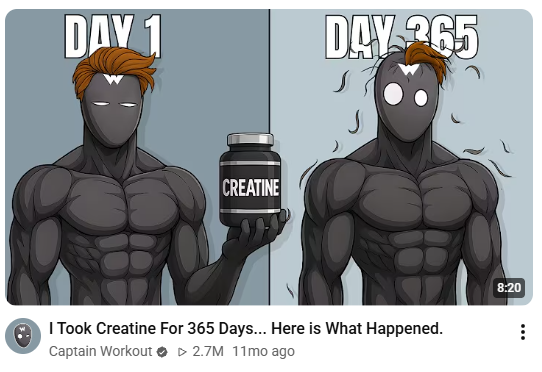 DAY 1
DAY 365
W
W
CREATINE
8:20
I Took Creatine For 365 Days... Here is What Happened.
Captain Workout 2.7M 11mo ago